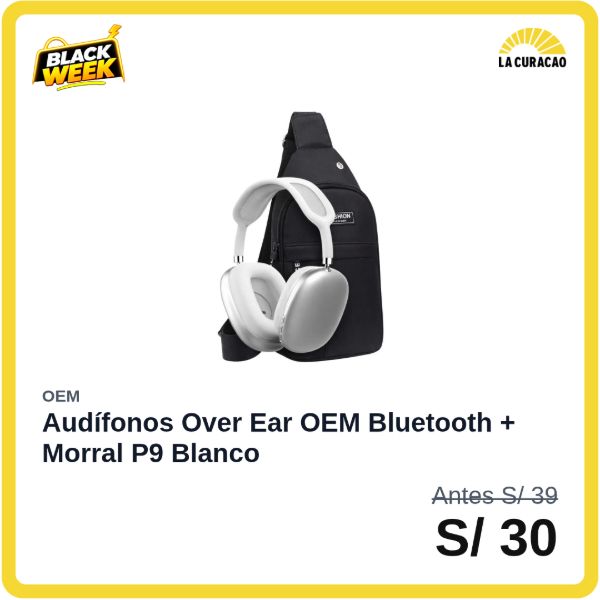 BLACK
WEEK
LA CURACAO
OEM
Audífonos Over Ear OEM Bluetooth +
Morral P9 Blanco
Antes S/ 39
S/ 30